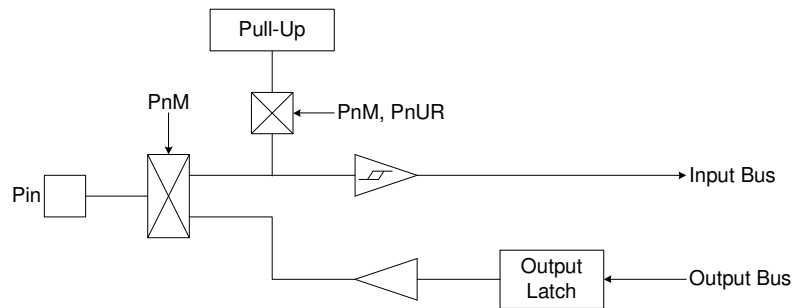 Pull-Up
PnM
PnM, PnUR
Pin
Input Bus
Output
Latch
Output Bus